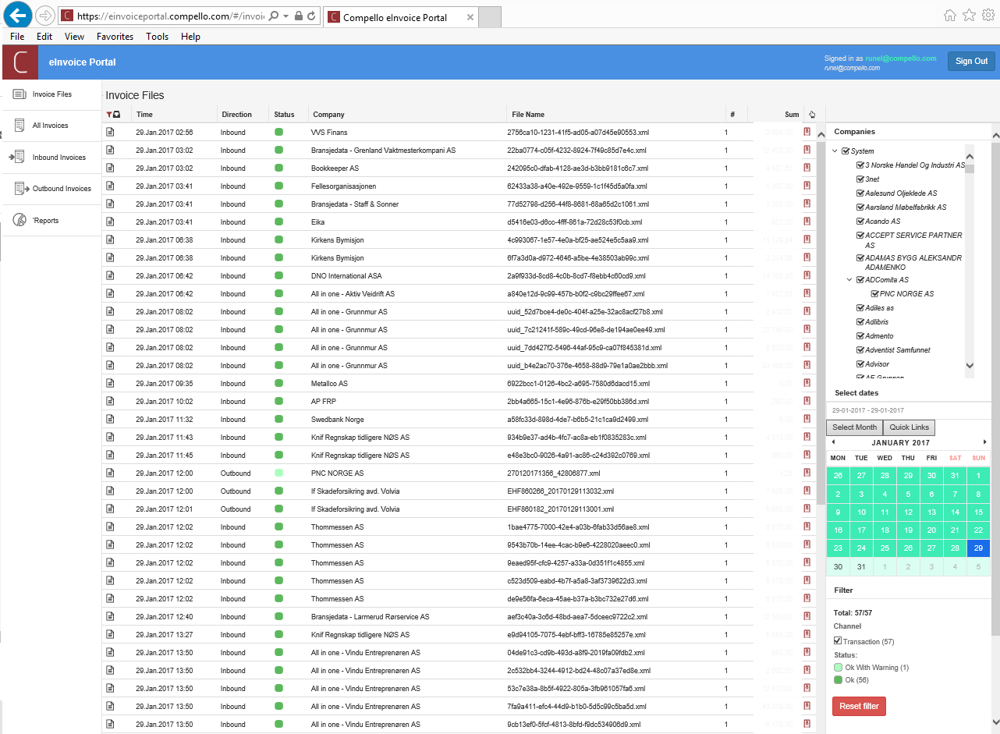 https://einvoiceportal.compello.com/#/invoi
Compello eInvoice Portal
File Edit View Favorites Tools Help
C
eInvoice Portal
Signed in as runel@compello.com
runel@compello.com
Sign Out
Invoice Files
All Invoices
Inbound Invoices
Outbound Invoices
'Reports
Invoice Files
Time Direction Status Company File Name # Sum
29.Jan.2017 02:56 Inbound VVS Finans 2756ca10-1231-41f5-ad05-a07d45e90553.xml 1
29.Jan.2017 03:02 Inbound Bransjedata - Grenland Vaktmesterkompani AS 22ba0774-c05f-4232-8924-7f49c85d7e4c.xml 1
29.Jan.2017 03:02 Inbound Bookkeeper AS 242095c0-dfab-4128-ae3d-b3bb9181c6c7.xml 1
29.Jan.2017 03:41 Inbound Fellesorganisasjonen 62433a38-a40e-492e-9559-1c1f45d5a0fa.xml 1
29.Jan.2017 03:41 Inbound Bransjedata - Staff & Sonner 77d52798-d256-44f8-8681-68a65d2c1061.xml 1
29.Jan.2017 03:41 Inbound Eika d5416e03-d6cc-4fff-861a-72d28c53f0cb.xml 1
29.Jan.2017 06:38 Inbound Kirkens Bymisjon 4c993067-1e57-4e0a-bf25-ae524e5c5aa9.xml 1
29.Jan.2017 06:38 Inbound Kirkens Bymisjon 6f7a3d0a-d972-4646-a5be-4e38503ab99c.xml 1
29.Jan.2017 06:42 Inbound DNO International ASA 2a9f933d-8cd8-4c0b-8cd7-f8ebb4c60cd9.xml 1
29.Jan.2017 06:42 Inbound All in one - Aktiv Veidrift AS a840e12d-9c99-457b-b0f2-c9bc29ffee67.xml 1
29.Jan.2017 08:02 Inbound All in one - Grunnmur AS uuid_52d7bce4-de0c-404f-a25e-32ac8acf27b8.xml 1
29.Jan.2017 08:02 Inbound All in one - Grunnmur AS uuid_7c21241f-589c-49cd-96e8-de194ae0ee49.xml 1
29.Jan.2017 08:02 Inbound All in one - Grunnmur AS uuid_7dd427f2-5496-44af-95c9-ca07f845381d.xml 1
29.Jan.2017 08:02 Inbound All in one - Grunnmur AS uuid_b4e2ac70-376e-4658-88d9-79e1a0ae2bbb.xml 1
29.Jan.2017 09:35 Inbound Metallco AS 6922bcc1-0126-4bc2-a695-7580d6dacd15.xml 1
29.Jan.2017 10:02 Inbound AP FRP 2bb4a665-15c1-4e96-876b-e29f50bb386d.xml 1
29.Jan.2017 11:32 Inbound Swedbank Norge a58fc33d-898d-4de7-b6b5-21c1ca9d2499.xml 1
29.Jan.2017 11:43 Inbound Knif Regnskap tidligere NØS AS 934b9e37-ad4b-4fc7-ac8a-eb1f0835283c.xml 1
29.Jan.2017 11:45 Inbound Knif Regnskap tidligere NØS AS e48e3bc0-9026-4a91-ac86-c24d392c0769.xml 1
29.Jan.2017 12:00 Outbound PNC NORGE AS 270120171356_42806877.xml 1
29.Jan.2017 12:00 Outbound If Skadeforsikring avd. Volvia EHF860266_20170129113032.xml 1
29.Jan.2017 12:01 Outbound If Skadeforsikring avd. Volvia EHF860182_20170129113001.xml 1
29.Jan.2017 12:02 Inbound Thommessen AS 1bae4775-7000-42e4-a03b-6fab33d56ae8.xml 1
29.Jan.2017 12:02 Inbound Thommessen AS 9543b70b-14ee-4cac-b9e6-4228020aeec0.xml 1
29.Jan.2017 12:02 Inbound Thommessen AS 9eaed95f-cfc9-4257-a33a-0d351f1c4855.xml 1
29.Jan.2017 12:02 Inbound Thommessen AS c523d509-eabd-4b7f-a5a8-3af3739622d3.xml 1
29.Jan.2017 12:02 Inbound Thommessen AS de9e56fa-6eca-45ae-b37a-b3bc732e27d6.xml 1
29.Jan.2017 12:40 Inbound Bransjedata - Larmerud Rørservice AS aef3c40a-3c6d-48bd-aea7-5dceec9722c2.xml 1
29.Jan.2017 13:27 Inbound Knif Regnskap tidligere NØS AS e9d94105-7075-4ebf-bff3-16785e85257e.xml 1
29.Jan.2017 13:50 Inbound All in one - Vindu Entreprenøren AS 04de91c3-cd9b-493d-a8f9-2019fa09fdb2.xml 1
29.Jan.2017 13:50 Inbound All in one - Vindu Entreprenøren AS 2c532bb4-3244-4912-bd24-48c07a37ed8e.xml 1
29.Jan.2017 13:50 Inbound All in one - Vindu Entreprenøren AS 53c7e38a-8b5f-4922-805a-3fb961057fa6.xml 1
29.Jan.2017 13:50 Inbound All in one - Vindu Entreprenøren AS 7fa9a411-efc4-44d9-b1b0-5d5c99c5ba5d.xml 1
29.Jan.2017 13:50 Inbound All in one - Vindu Entreprenøren AS 9cb13ef0-5fcf-4813-8bfd-f9dc534906d9.xml 1
Companies
System
3 Norske Handel Og Industri AS
3net
Aalesund Oljeklede AS
Aarsland Møbelfabrikk AS
Acando AS
ACCEPT SERVICE PARTNER
AS
ADAMAS BYGG ALEKSANDR
ADAMENKO
ADComita AS
PNC NORGE AS
Adiles as
Adlibris
Admento
Adventist Samfunnet
Advisor
AF Gruppen
Select dates
29-01-2017 - 29-01-2017
Select Month Quick Links
JANUARY 2017
MON TUE WED THU FRI SAT SUN
26 27 28 29 30 31 1
2 3 4 5 6 7 8
9 10 11 12 13 14 15
16 17 18 19 20 21 22
23 24 25 26 27 28 29
30 31 1 2 3 4 5
Filter
Total: 57/57
Channel
Transaction (57)
Status:
Ok With Warning (1)
Ok (56)
Reset filter